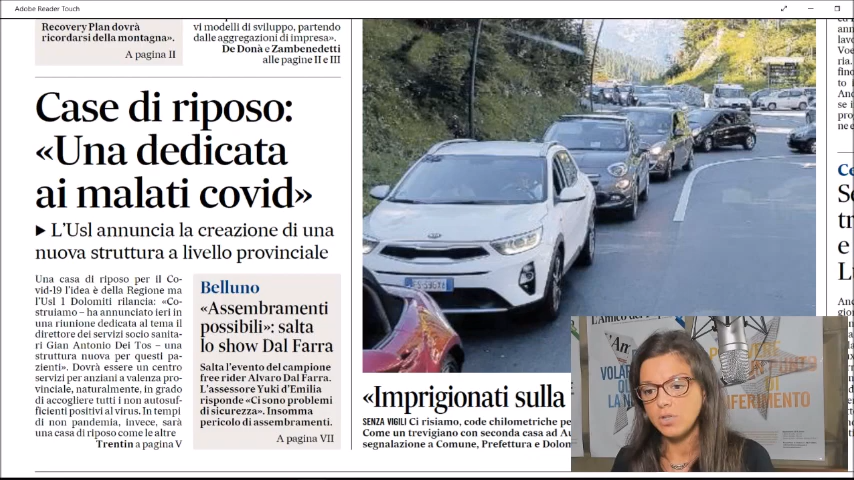 Adobe Reader Touch
Recovery Plan dovrà
ricordarsi della montagna».
A pagina II
vi modelli di sviluppo, partendo
dalle aggregazioni di impresa».
De Donà e Zambenedetti
alle pagine II e III
Case di riposo:
«Una dedicata
ai malati covid»
L'Usl annuncia la creazione di una
nuova struttura a livello provinciale
Una casa di riposo per il Co-
vid-19 l'idea è della Regione ma
l'Usl 1 Dolomiti rilancia: «Co-
struiamo – ha annunciato ieri in
una riunione dedicata al tema il
direttore dei servizi socio sanita-
ri Gian Antonio Dei Tos – una
struttura nuova per questi pa-
zienti». Dovrà essere un centro
servizi per anziani a valenza pro-
vinciale, naturalmente, in grado
di accogliere tutti i non autosuf-
ficienti positivi al virus. In tempi
di non pandemia, invece, sarà
una casa di riposo come le altre
Trentin a pagina V
Belluno
«Assembramenti
possibili»: salta
lo show Dal Farra
Salta l'evento del campione
free rider Alvaro Dal Farra.
L'assessore Yuki d'Emilia
risponde «Ci sono problemi
di sicurezza». Insomma
pericolo di assembramenti.
A pagina VII
«Imprigionati sulla
SENZA VIGILI Ci risiamo, code chilometriche pe
Come un trevigiano con seconda casa ad Au
segnalazione a Comune, Prefettura e Dolom